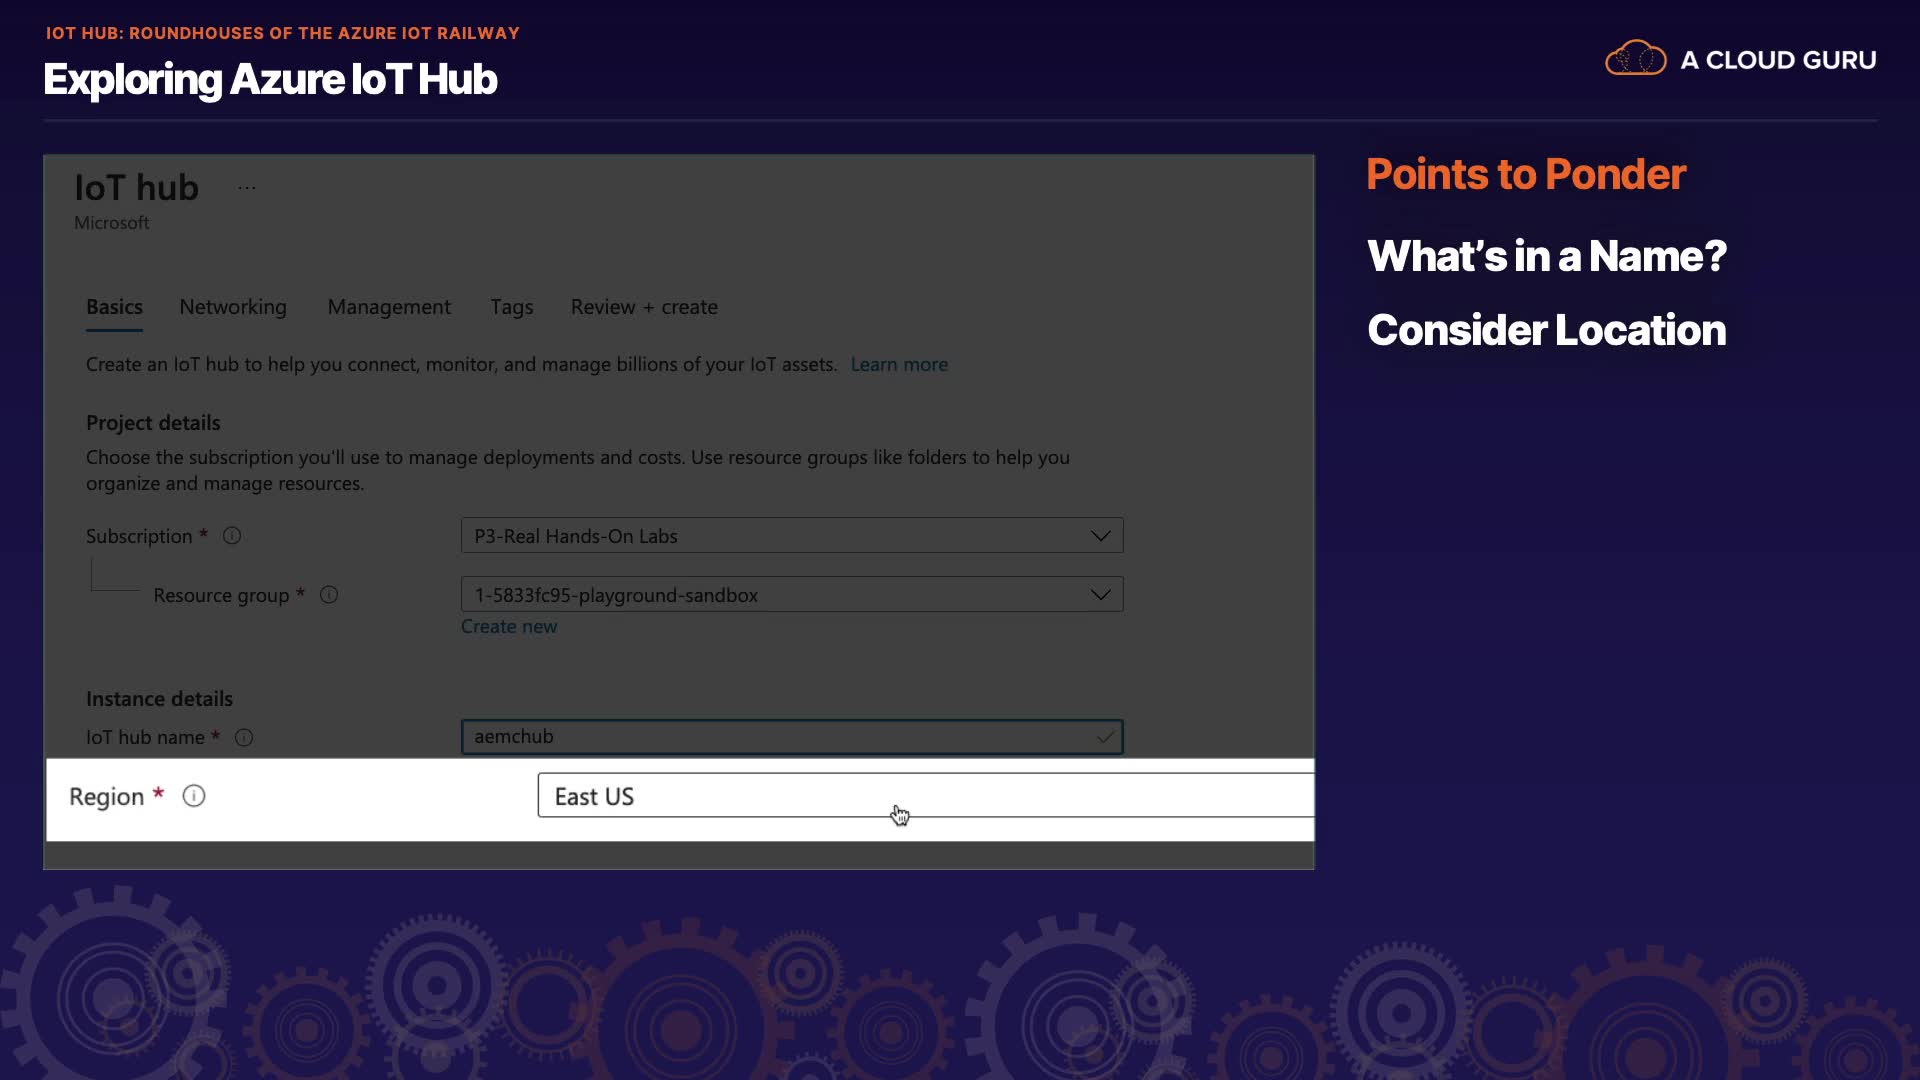 IOT HUB: ROUNDHOUSES OF THE AZURE IOT RAILWAY
Exploring Azure IoT Hub
A CLOUD GURU
IoT hub ...
Microsoft
Basics Networking Management Tags Review + create
Create an IoT hub to help you connect, monitor, and manage billions of your IoT assets. Learn more
Project details
Choose the subscription you'll use to manage deployments and costs. Use resource groups like folders to help you
organize and manage resources.
Subscription * P3-Real Hands-On Labs
Resource group * 1-5833fc95-playground-sandbox
Create new
Instance details
IoT hub name * aemchub
Region * East US
Points to Ponder
What’s in a Name?
Consider Location